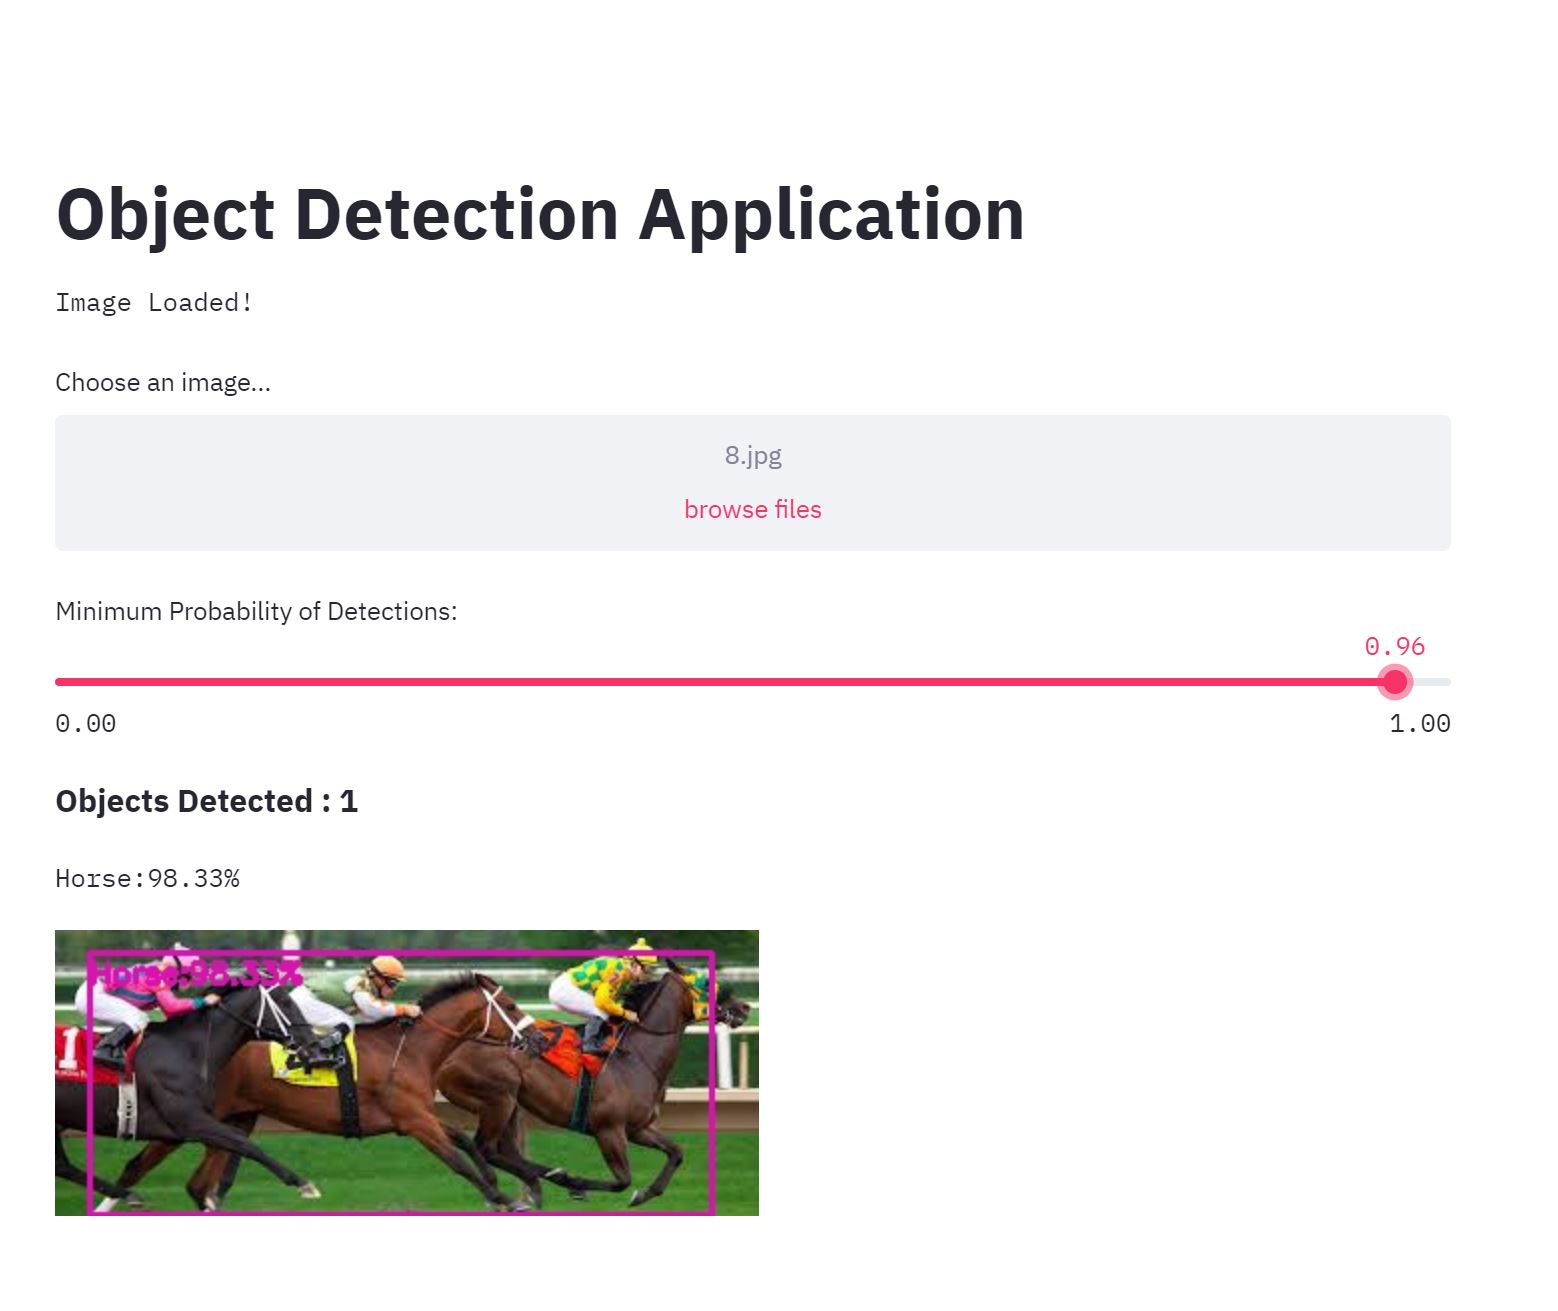 Object Detection Application
Image Loaded!
Choose an image...
8.jpg
browse files
Minimum Probability of Detections:
0.96
0.00
1.00
Objects Detected : 1
Horse:98.33%
Horse:98.33%
1